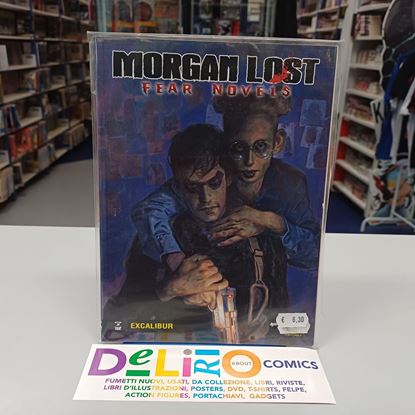 MORGAN LOST
FEAR NOVELS
€ 6,30
EXCALIBUR
DeLiRiO
ABOUT
COMICS
FUMETTI NUOVI, USATI, DA COLLEZIONE, LIBRI, RIVISTE,
LIBRI D'ILLUSTRAZIONI, POSTERS, DVD, T-SHIRTS, FELPE,
ACTION FIGURES, PORTACHIAVI, GADGETS